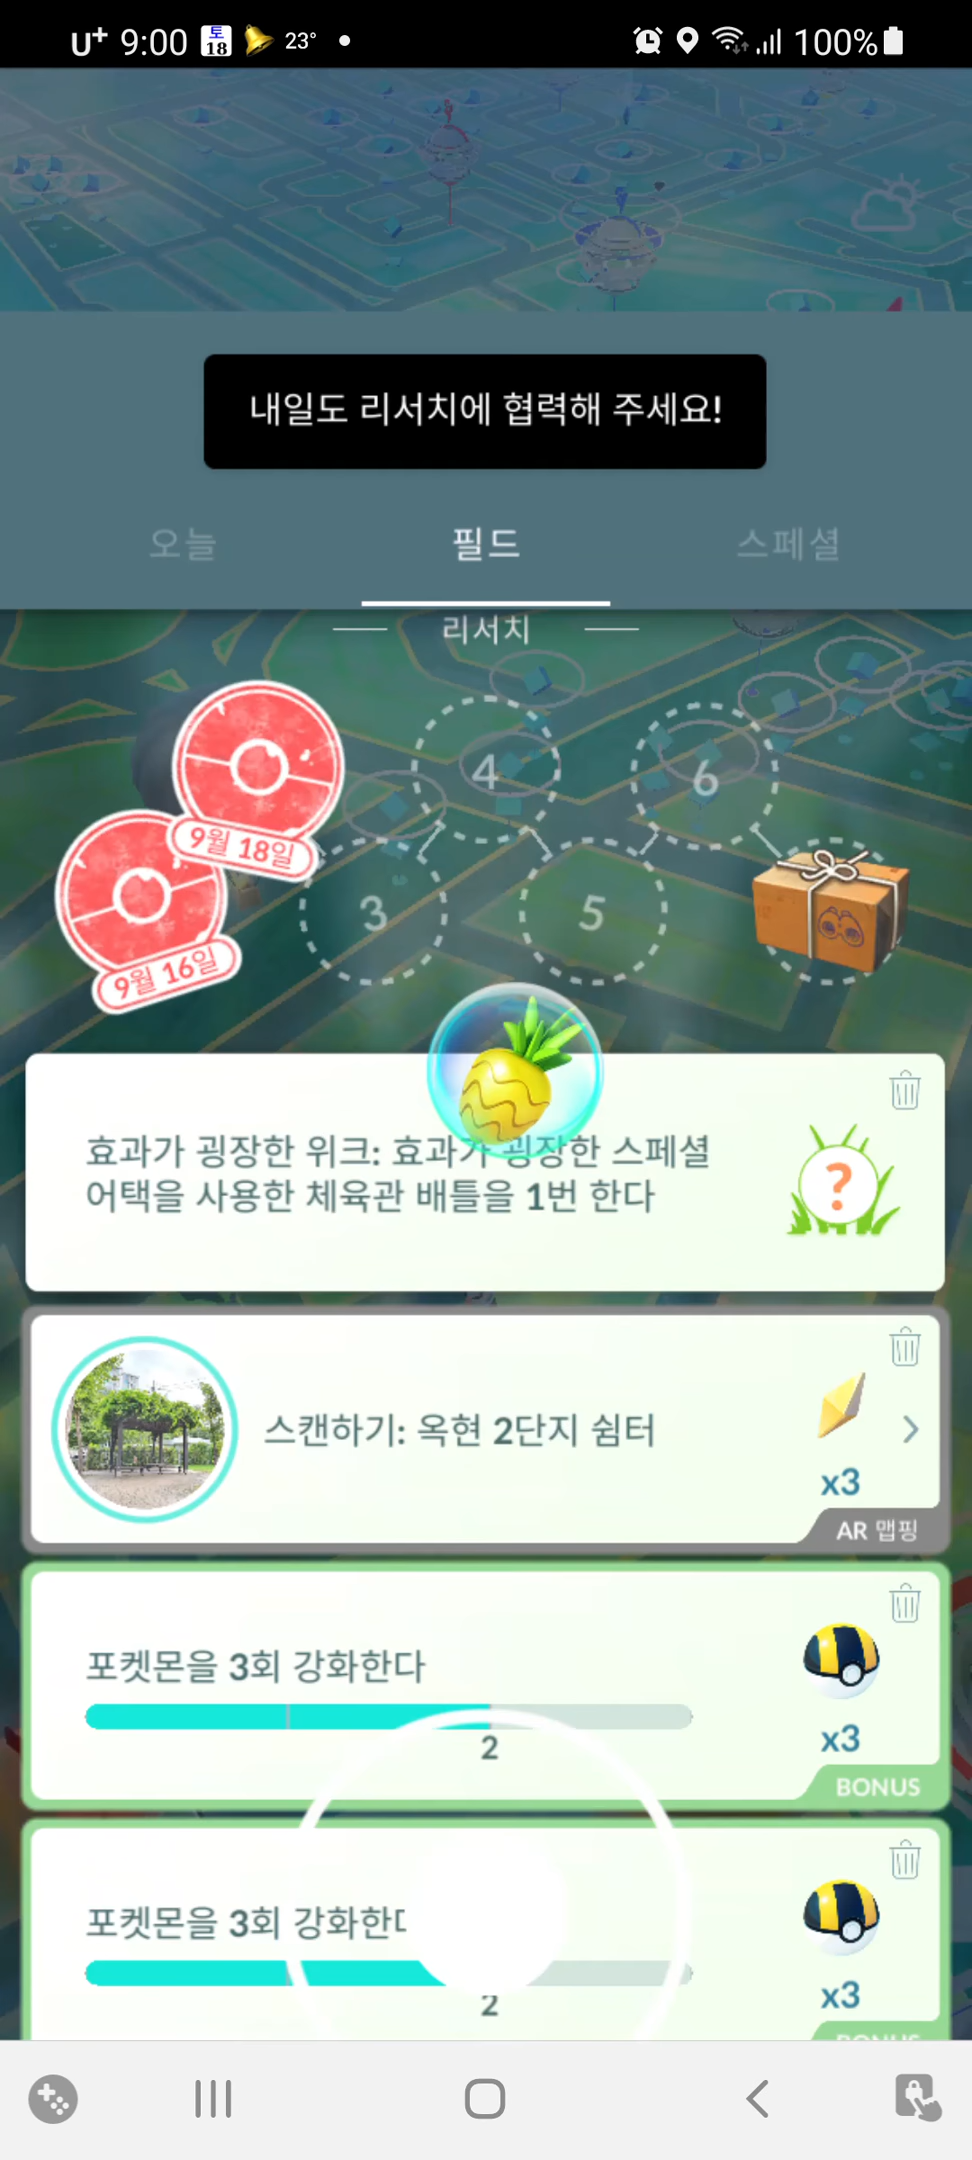 U+ 9:00 토 18 23° 100%
내일도 리서치에 협력해 주세요!
오늘 필드 스페셜
리서치
4 6
9월 18일
3 5
9월 16일
효과가 굉장한 위크: 효과가 굉장한 스페셜
어택을 사용한 체육관 배틀을 1번 한다
?
스캔하기: 옥현 2단지 쉼터
x3
AR 맵핑
포켓몬을 3회 강화한다
2
x3
BONUS
포켓몬을 3회 강화한다
2
x3
BONUS